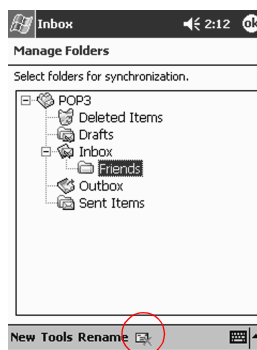 Inbox 2:12 ok
Manage Folders
Select folders for synchronization.
POP3
Deleted Items
Drafts
Inbox
Friends
Outbox
Sent Items
New Tools Rename